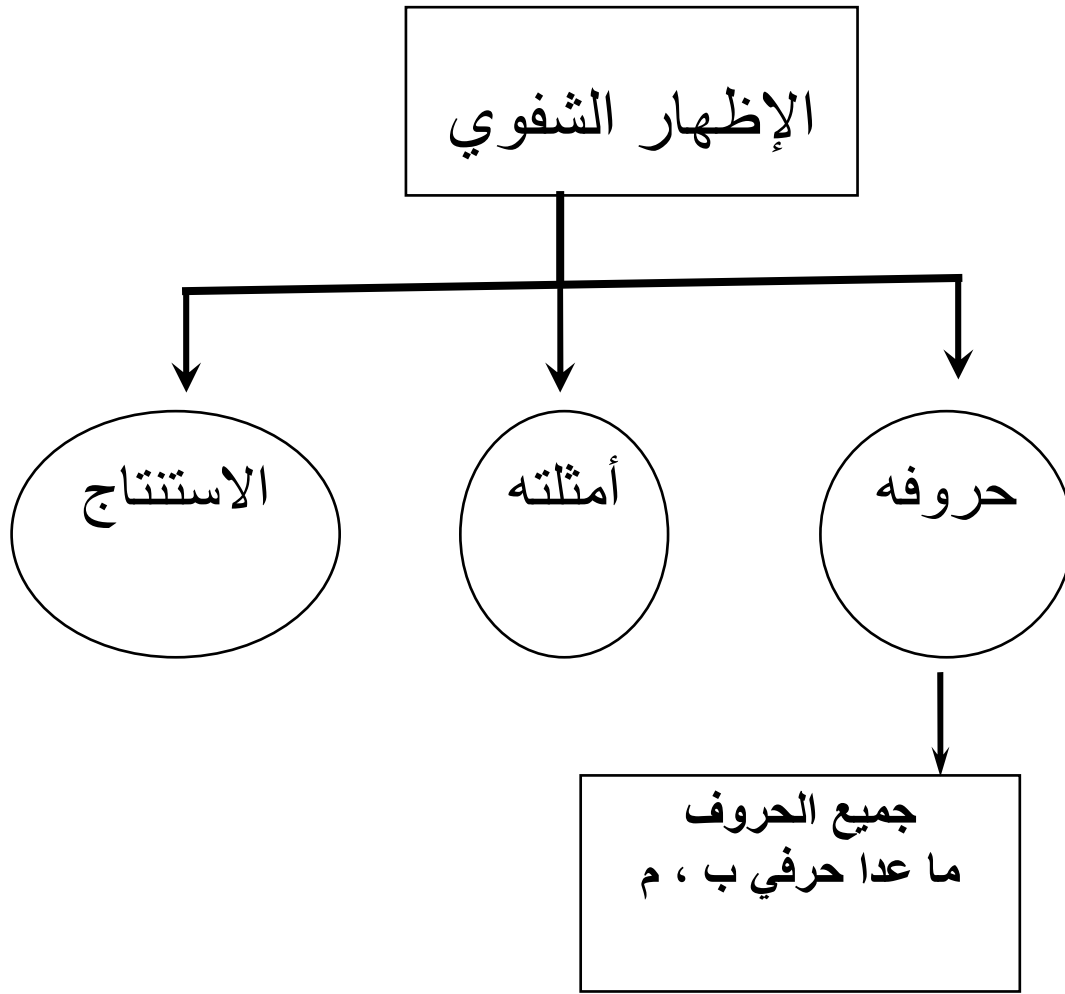 الإظهار الشفوي
حروفه
أمثلته
الاستنتاج
جميع الحروف
ما عدا حرفي ب ، م